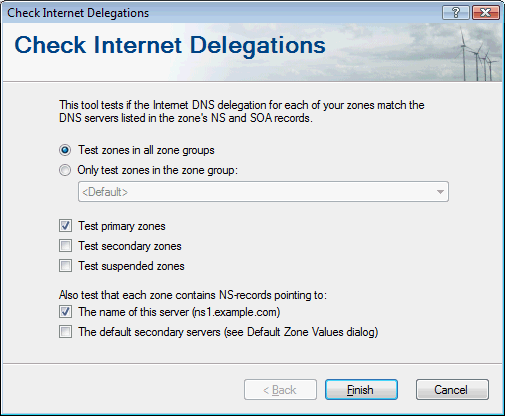 Check Internet Delegations
Check Internet Delegations
This tool tests if the Internet DNS delegation for each of your zones match the
DNS servers listed in the zone's NS and SOA records.
Test zones in all zone groups
Only test zones in the zone group:
<Default>
Test primary zones
Test secondary zones
Test suspended zones
Also test that each zone contains NS-records pointing to:
The name of this server (ns1.example.com)
The default secondary servers (see Default Zone Values dialog)
< Back
Finish
Cancel